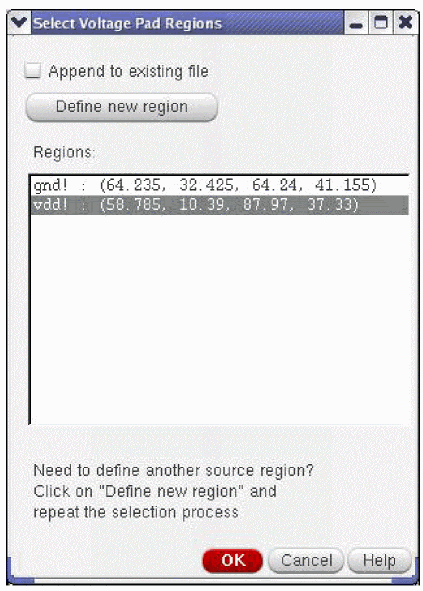 Select Voltage Pad Regions
Append to existing file
Define new region
Regions:
gnd! : (64.235, 32.425, 64.24, 41.155)
vdd! : (58.785, 10.39, 87.97, 37.33)
Need to define another source region?
Click on "Define new region" and
repeat the selection process
OK Cancel Help